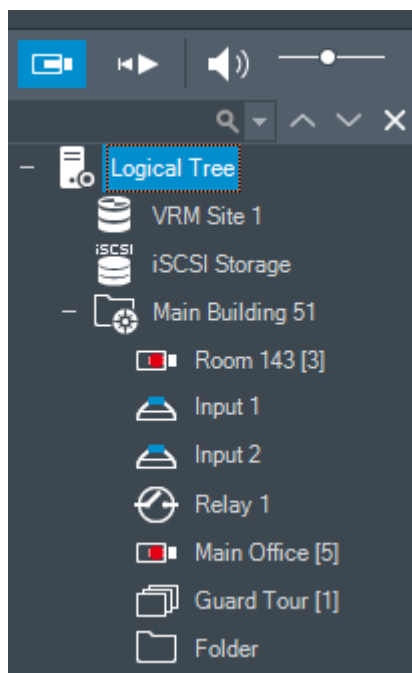 Logical Tree
VRM Site 1
iSCSI
iSCSI Storage
Main Building 51
Room 143 [3]
Input 1
Input 2
Relay 1
Main Office [5]
Guard Tour [1]
Folder